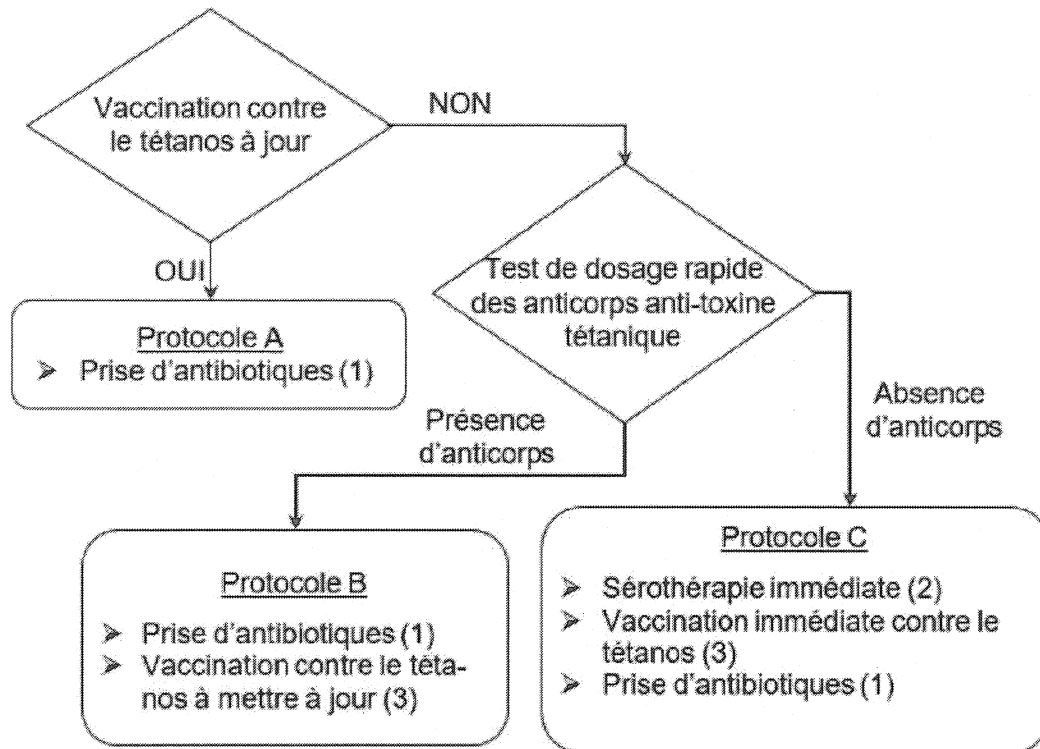 Vaccination contre
le tétanos à jour
NON
OUI
Test de dosage rapide
des anticorps anti-toxine
tétanique
Protocole A
➤ Prise d'antibiotiques (1)
Présence
d'anticorps
Absence
d'anticorps
Protocole B
➤ Prise d'antibiotiques (1)
➤ Vaccination contre le téta-
nos à mettre à jour (3)
Protocole C
➤ Sérothérapie immédiate (2)
➤ Vaccination immédiate contre le
tétanos (3)
➤ Prise d'antibiotiques (1)